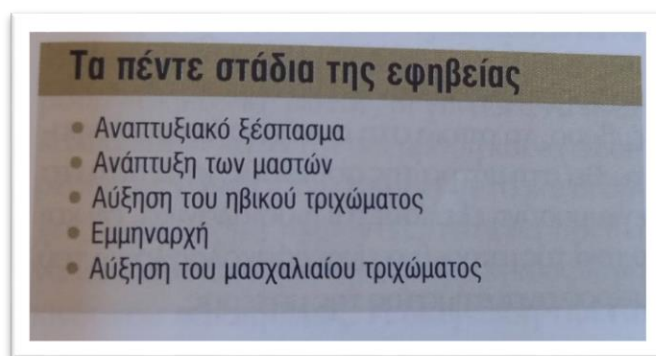 Τα πέντε στάδια της εφηβείας
• Αναπτυξιακό ξέσπασμα
• Ανάπτυξη των μαστών
• Αύξηση του ηβικού τριχώματος
• Εμμηναρχή
• Αύξηση του μασχαλιαίου τριχώματος